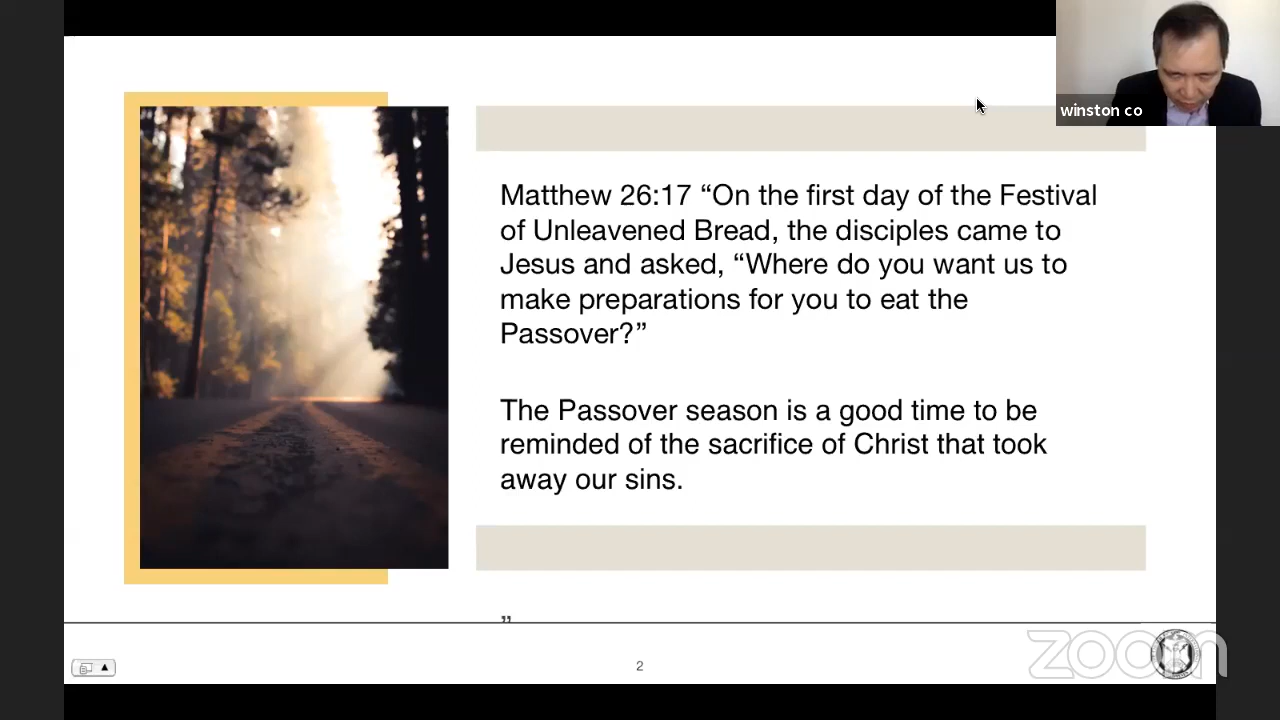 winston co
Matthew 26:17 “On the first day of the Festival
of Unleavened Bread, the disciples came to
Jesus and asked, “Where do you want us to
make preparations for you to eat the
Passover?”
The Passover season is a good time to be
reminded of the sacrifice of Christ that took
away our sins.
”
2
zoom